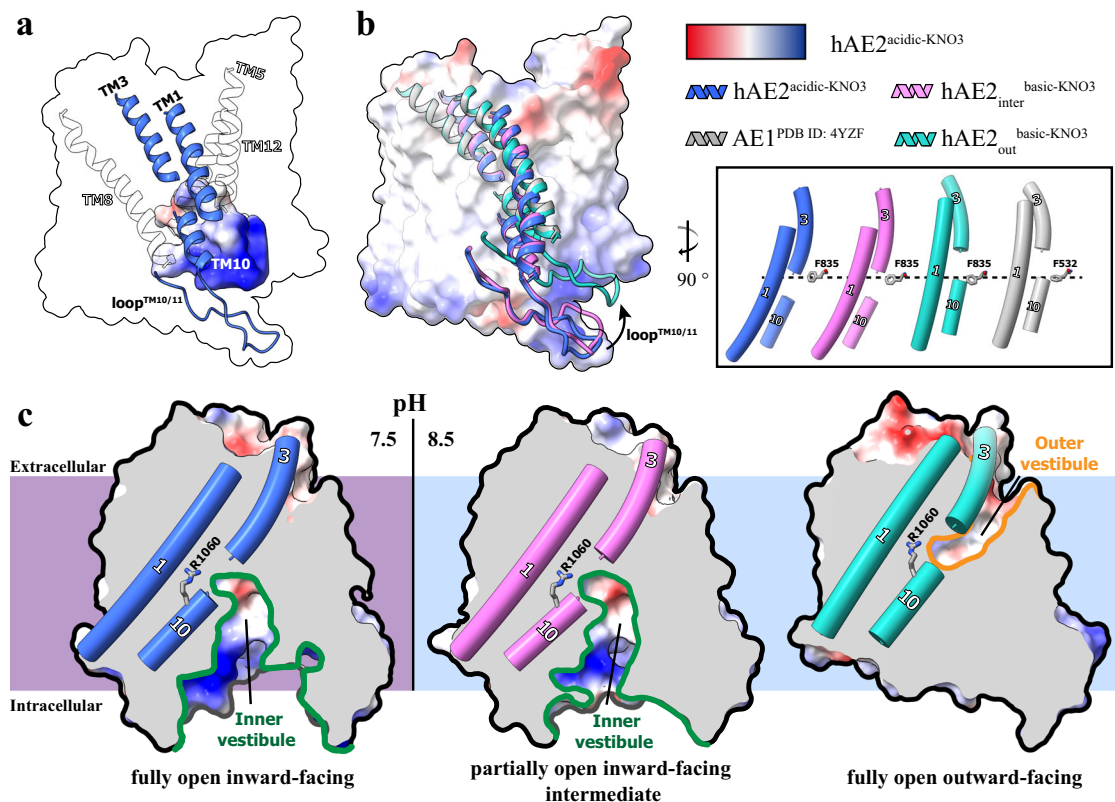 a
TM3
TM1
TM5
TM12
TM8
TM10
loopTM10/11
b
loopTM10/11
90 °
hAE2acidic-KNO3
hAE2acidic-KNO3
hAE2interbasic-KNO3
AE1PDB ID: 4YZF
hAE2outbasic-KNO3
3
3
3
3
F835
F835
F835
F532
1
1
1
1
10
10
10
10
c
pH
7.5
8.5
Extracellular
Intracellular
3
1
R1060
10
Inner
vestibule
fully open inward-facing
3
1
R1060
10
Inner
vestibule
partially open inward-facing
intermediate
Outer
vestibule
3
1
R1060
10
fully open outward-facing